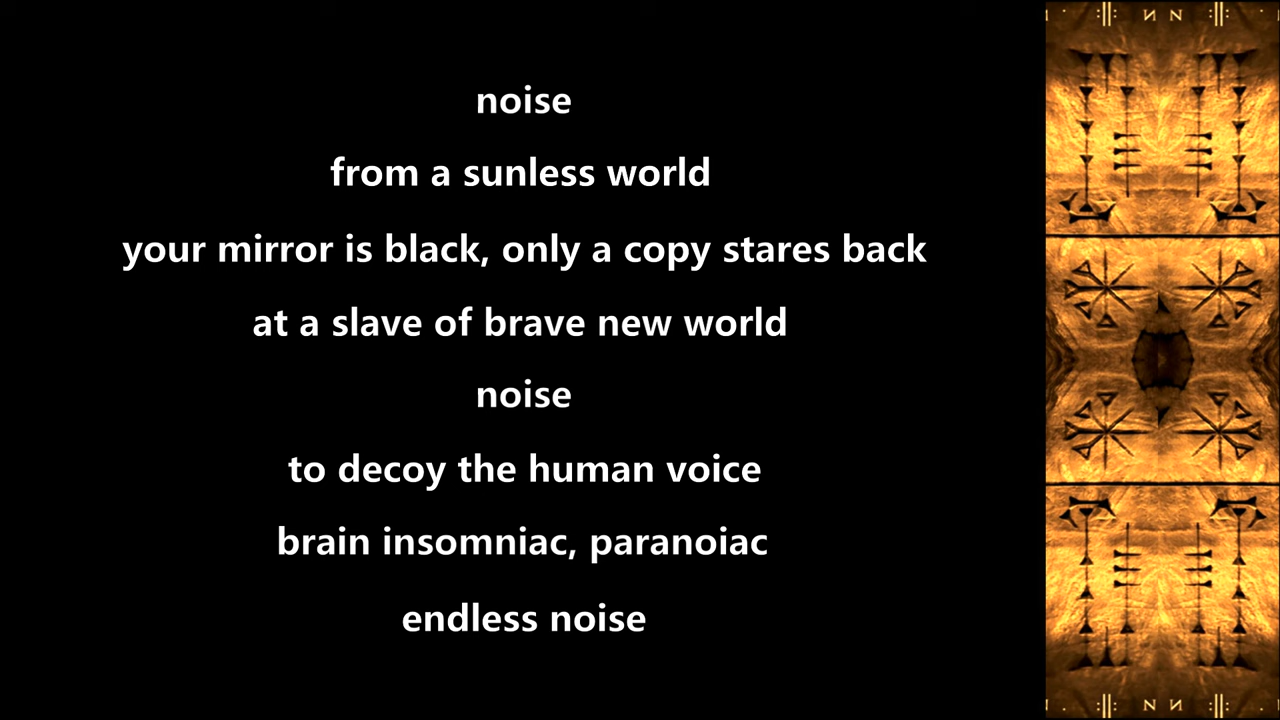 noise
from a sunless world
your mirror is black, only a copy stares back
at a slave of brave new world
noise
to decoy the human voice
brain insomniac, paranoiac
endless noise